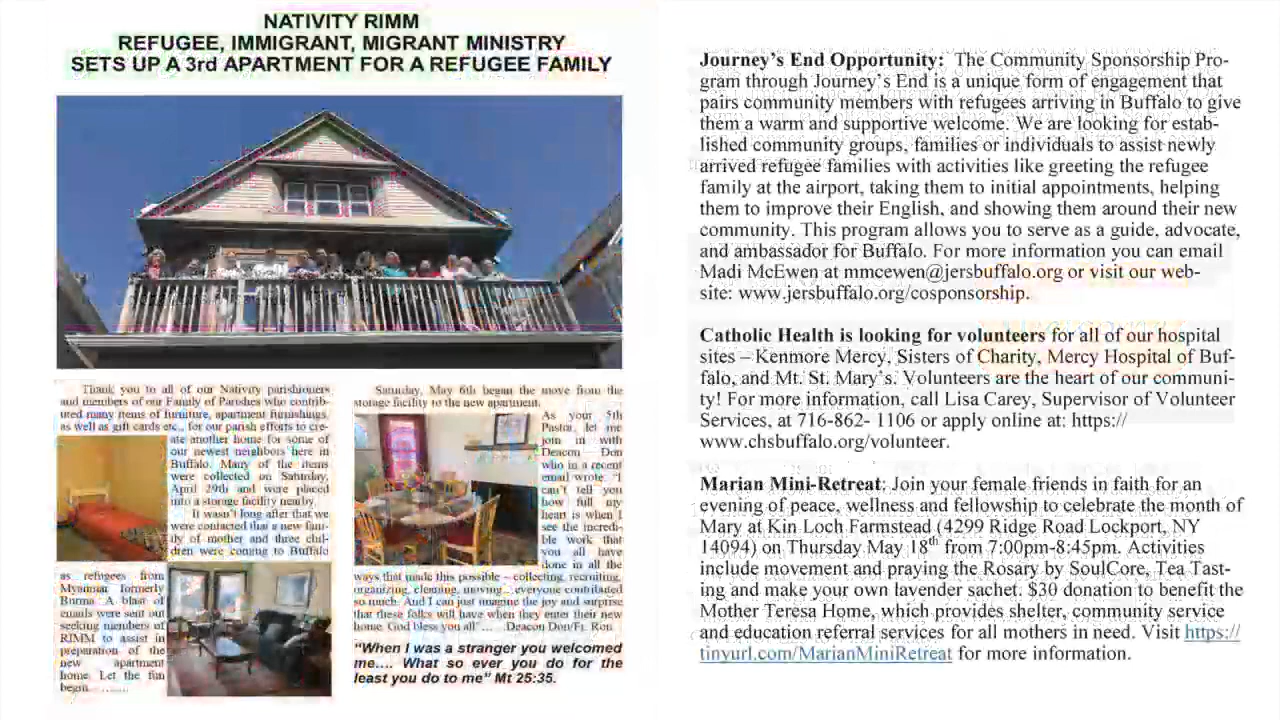 NATIVITY RIMM
REFUGEE, IMMIGRANT, MIGRANT MINISTRY
SETS UP A 3rd APARTMENT FOR A REFUGEE FAMILY
Thank you to all of our Nativity parishioners
and members of our Family of Parishes who contrib-
uted many items of furniture, apartment furnishings,
as well as gift cards etc., for our parish efforts to cre-
ate another home for some of
our newest neighbors here in
Buffalo. Many of the items
were collected on Saturday,
April 29th and were placed
into a storage facility nearby.
It wasn't long after that we
were contacted that a new fam-
ily of mother and three chil-
dren were coming to Buffalo
as refugees from
Myanmar formerly
Burma. A blast of
emails were sent out
seeking members of
RIMM to assist in
preparation of the
new apartment
home. Let the fun
begin……...
Saturday, May 6th began the move from the
storage facility to the new apartment.
As your 5th
Pastor, let me
join in with
Deacon Don
who in a recent
email wrote. "I
can't tell you
how full my
heart is when I
see the incredi-
ble work that
you all have
done in all the
ways that made this possible – collecting, recruiting,
organizing, cleaning, moving…everyone contributed
so much. And I can just imagine the joy and surprise
that these folks will have when they enter their new
home. God bless you all" … ..Deacon Don/Fr. Ron
"When I was a stranger you welcomed
me…. What so ever you do for the
least you do to me" Mt 25:35.
Journey's End Opportunity: The Community Sponsorship Pro-
gram through Journey's End is a unique form of engagement that
pairs community members with refugees arriving in Buffalo to give
them a warm and supportive welcome. We are looking for estab-
lished community groups, families or individuals to assist newly
arrived refugee families with activities like greeting the refugee
family at the airport, taking them to initial appointments, helping
them to improve their English, and showing them around their new
community. This program allows you to serve as a guide, advocate,
and ambassador for Buffalo. For more information you can email
Madi McEwen at mmcewen@jersbuffalo.org or visit our web-
site: www.jersbuffalo.org/cosponsorship.
Catholic Health is looking for volunteers for all of our hospital
sites – Kenmore Mercy, Sisters of Charity, Mercy Hospital of Buf-
falo, and Mt. St. Mary's. Volunteers are the heart of our communi-
ty! For more information, call Lisa Carey, Supervisor of Volunteer
Services, at 716-862- 1106 or apply online at: https://
www.chsbuffalo.org/volunteer.
Marian Mini-Retreat: Join your female friends in faith for an
evening of peace, wellness and fellowship to celebrate the month of
Mary at Kin Loch Farmstead (4299 Ridge Road Lockport, NY
14094) on Thursday May 18th from 7:00pm-8:45pm. Activities
include movement and praying the Rosary by SoulCore, Tea Tast-
ing and make your own lavender sachet. $30 donation to benefit the
Mother Teresa Home, which provides shelter, community service
and education referral services for all mothers in need. Visit https://
tinyurl.com/MarianMiniRetreat for more information.